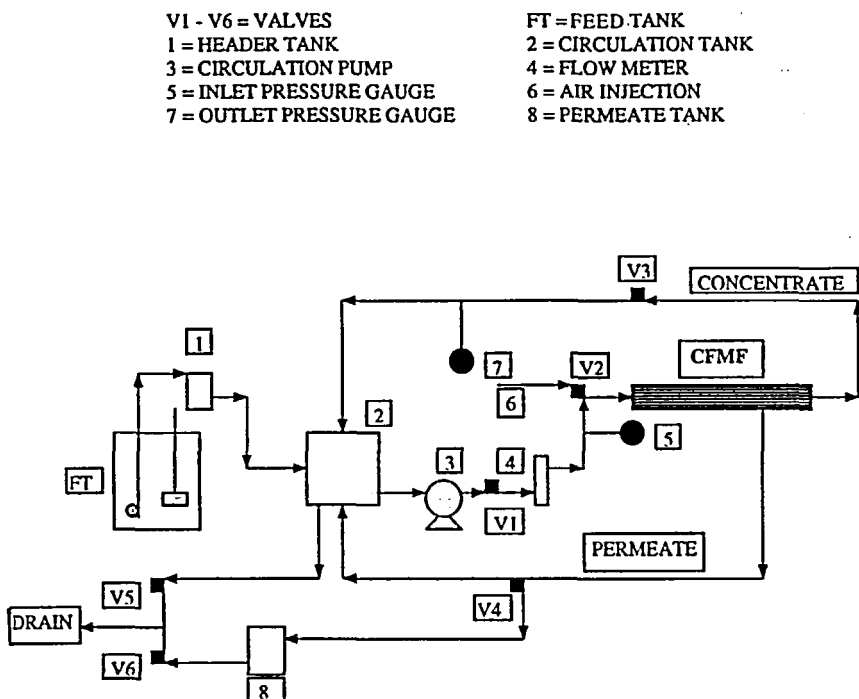 V1 - V6 = VALVES FT = FEED TANK
1 = HEADER TANK 2 = CIRCULATION TANK
3 = CIRCULATION PUMP 4 = FLOW METER
5 = INLET PRESSURE GAUGE 6 = AIR INJECTION
7 = OUTLET PRESSURE GAUGE 8 = PERMEATE TANK
V3
CONCENTRATE
1
7
V2
CFMF
6
2
5
FT
3
4
V1
PERMEATE
V5
V4
DRAIN
V6
8